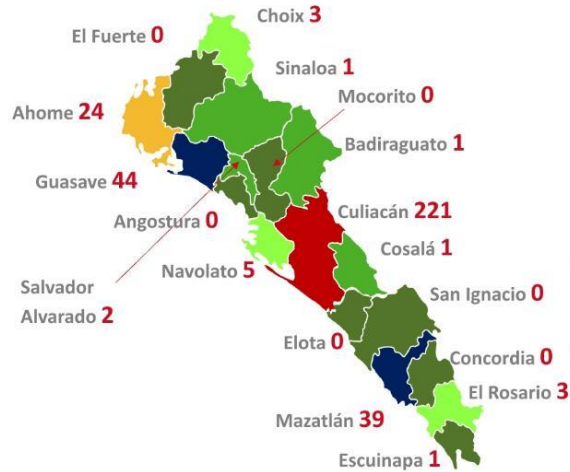 Choix 3
El Fuerte 0
Sinaloa 1
Mocorito 0
Ahome 24
Badiraguato 1
Guasave 44
Culiacán 221
Angostura 0
Cosalá 1
Navolato 5
Salvador
Alvarado 2
San Ignacio 0
Elota 0
Concordia 0
El Rosario 3
Mazatlán 39
Escuinapa 1